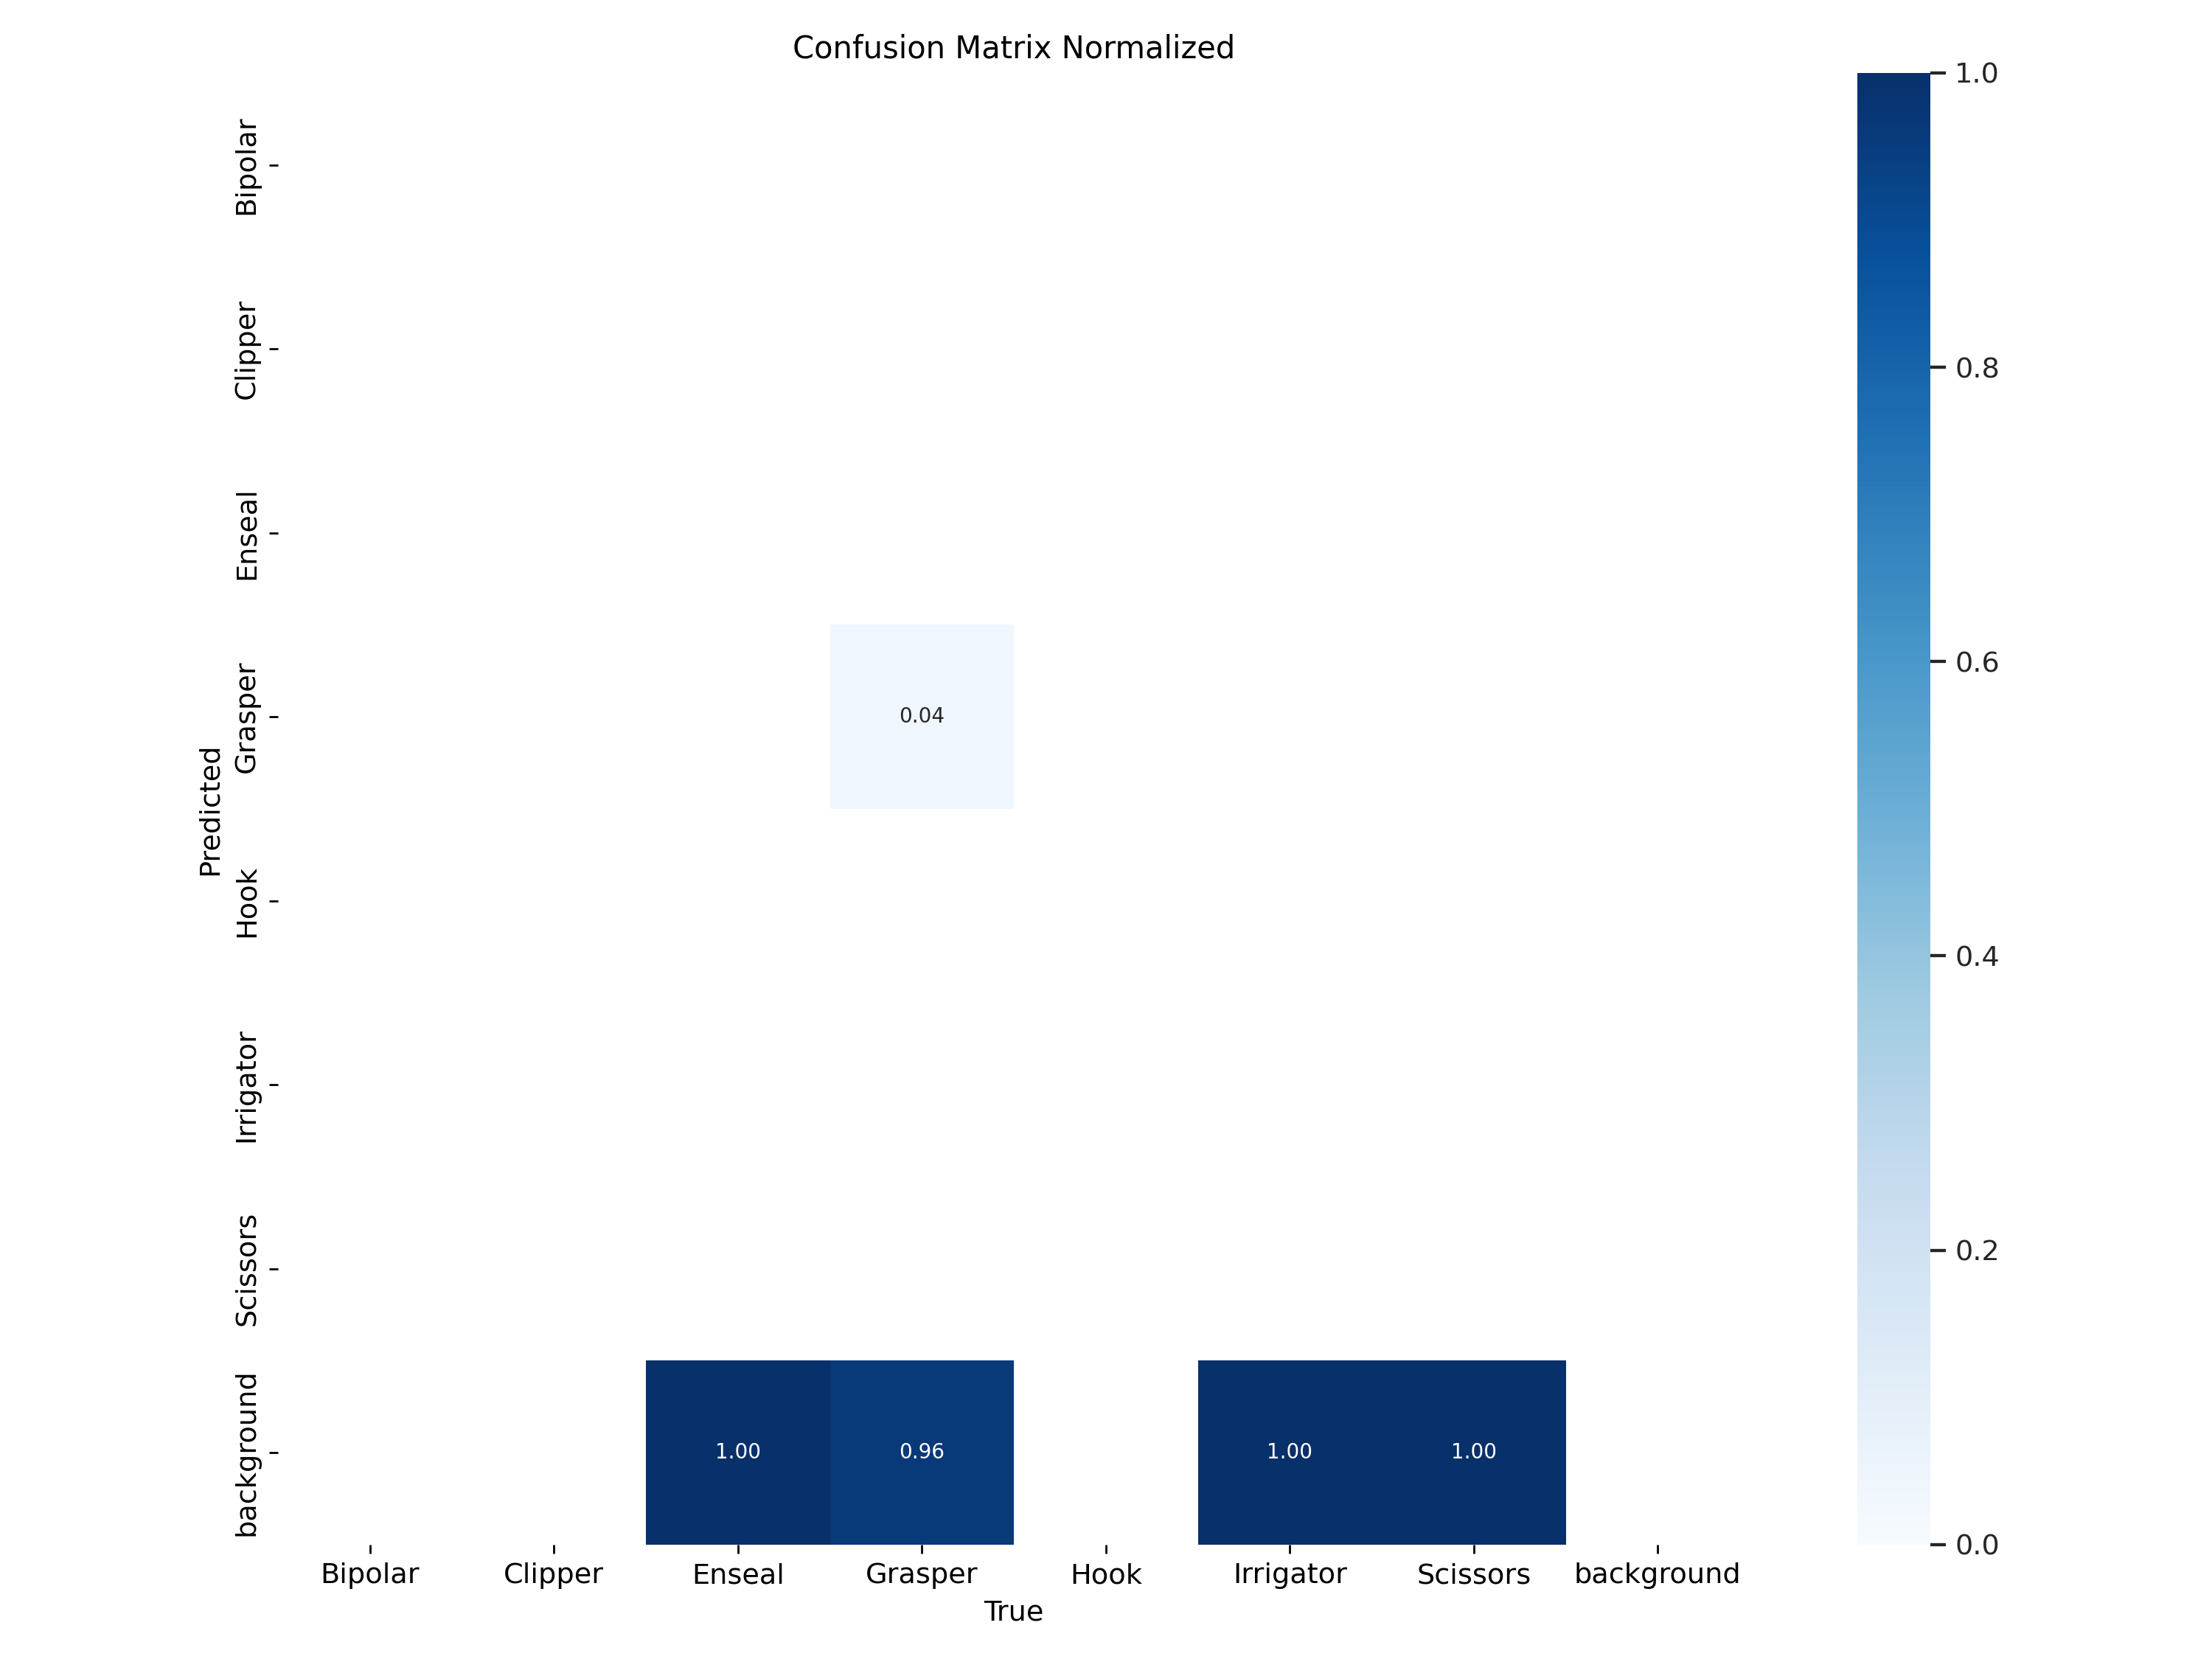 Confusion Matrix Normalized
Bipolar
Clipper
Enseal
Grasper
Hook
Irrigator
Scissors
background
Predicted
0.04
1.00
0.96
1.00
1.00
Bipolar
Clipper
Enseal
Grasper
Hook
Irrigator
Scissors
background
True
1.0
0.8
0.6
0.4
0.2
0.0